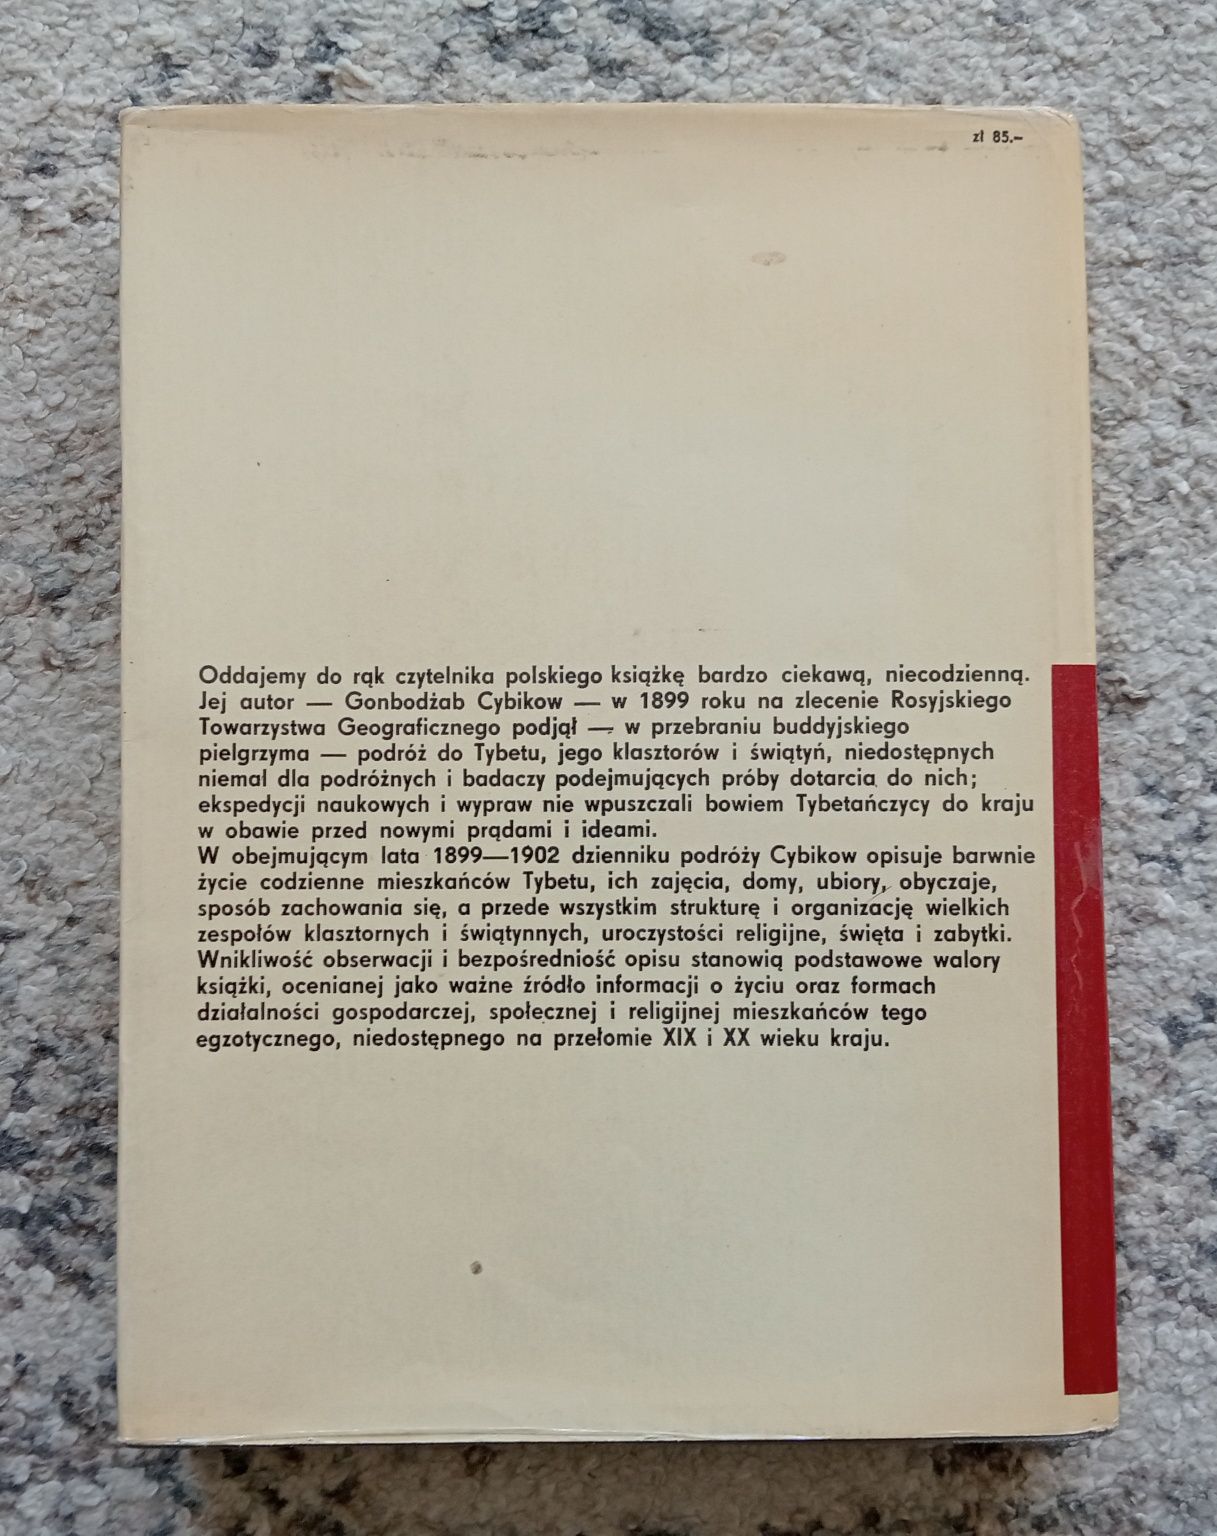 zł 85.–
Oddajemy do rąk czytelnika polskiego książkę bardzo ciekawą, niecodzienną.
Jej autor — Gonbodżab Cybikow — w 1899 roku na zlecenie Rosyjskiego
Towarzystwa Geograficznego podjął — w przebraniu buddyjskiego
pielgrzyma — podróż do Tybetu, jego klasztorów i świątyń, niedostępnych
niemal dla podróżnych i badaczy podejmujących próby dotarcia do nich;
ekspedycji naukowych i wypraw nie wpuszczali bowiem Tybetańczycy do kraju
w obawie przed nowymi prądami i ideami.
W obejmującym lata 1899—1902 dzienniku podróży Cybikow opisuje barwnie
życie codzienne mieszkańców Tybetu, ich zajęcia, domy, ubiory, obyczaje,
sposób zachowania się, a przede wszystkim strukturę i organizację wielkich
zespołów klasztornych i świątynnych, uroczystości religijne, święta i zabytki.
Wnikliwość obserwacji i bezpośredniość opisu stanowią podstawowe walory
książki, ocenianej jako ważne źródło informacji o życiu oraz formach
działalności gospodarczej, społecznej i religijnej mieszkańców tego
egzotycznego, niedostępnego na przełomie XIX i XX wieku kraju.